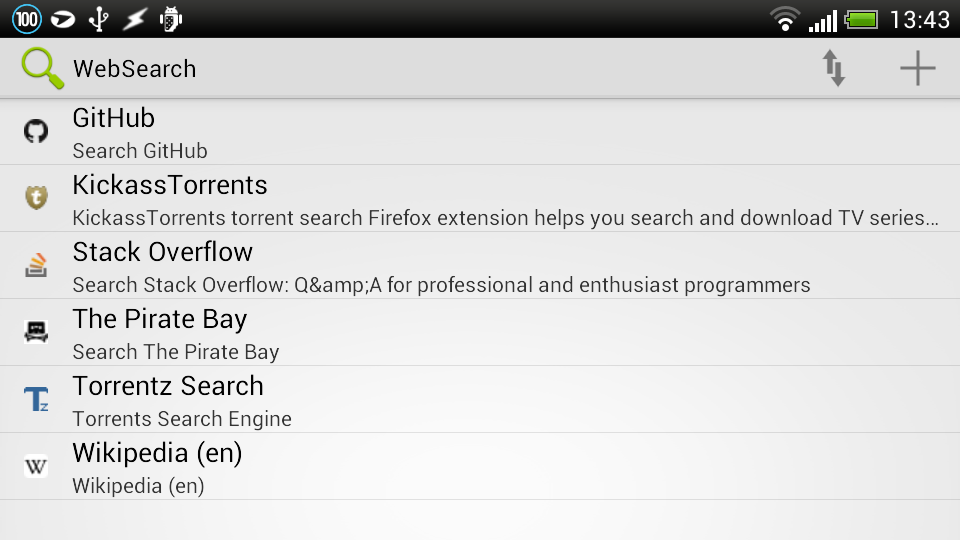 100 13:43
WebSearch
GitHub
Search GitHub
KickassTorrents
KickassTorrents torrent search Firefox extension helps you search and download TV series...
Stack Overflow
Search Stack Overflow: Q&amp;A for professional and enthusiast programmers
The Pirate Bay
Search The Pirate Bay
Torrentz Search
Torrents Search Engine
Wikipedia (en)
Wikipedia (en)